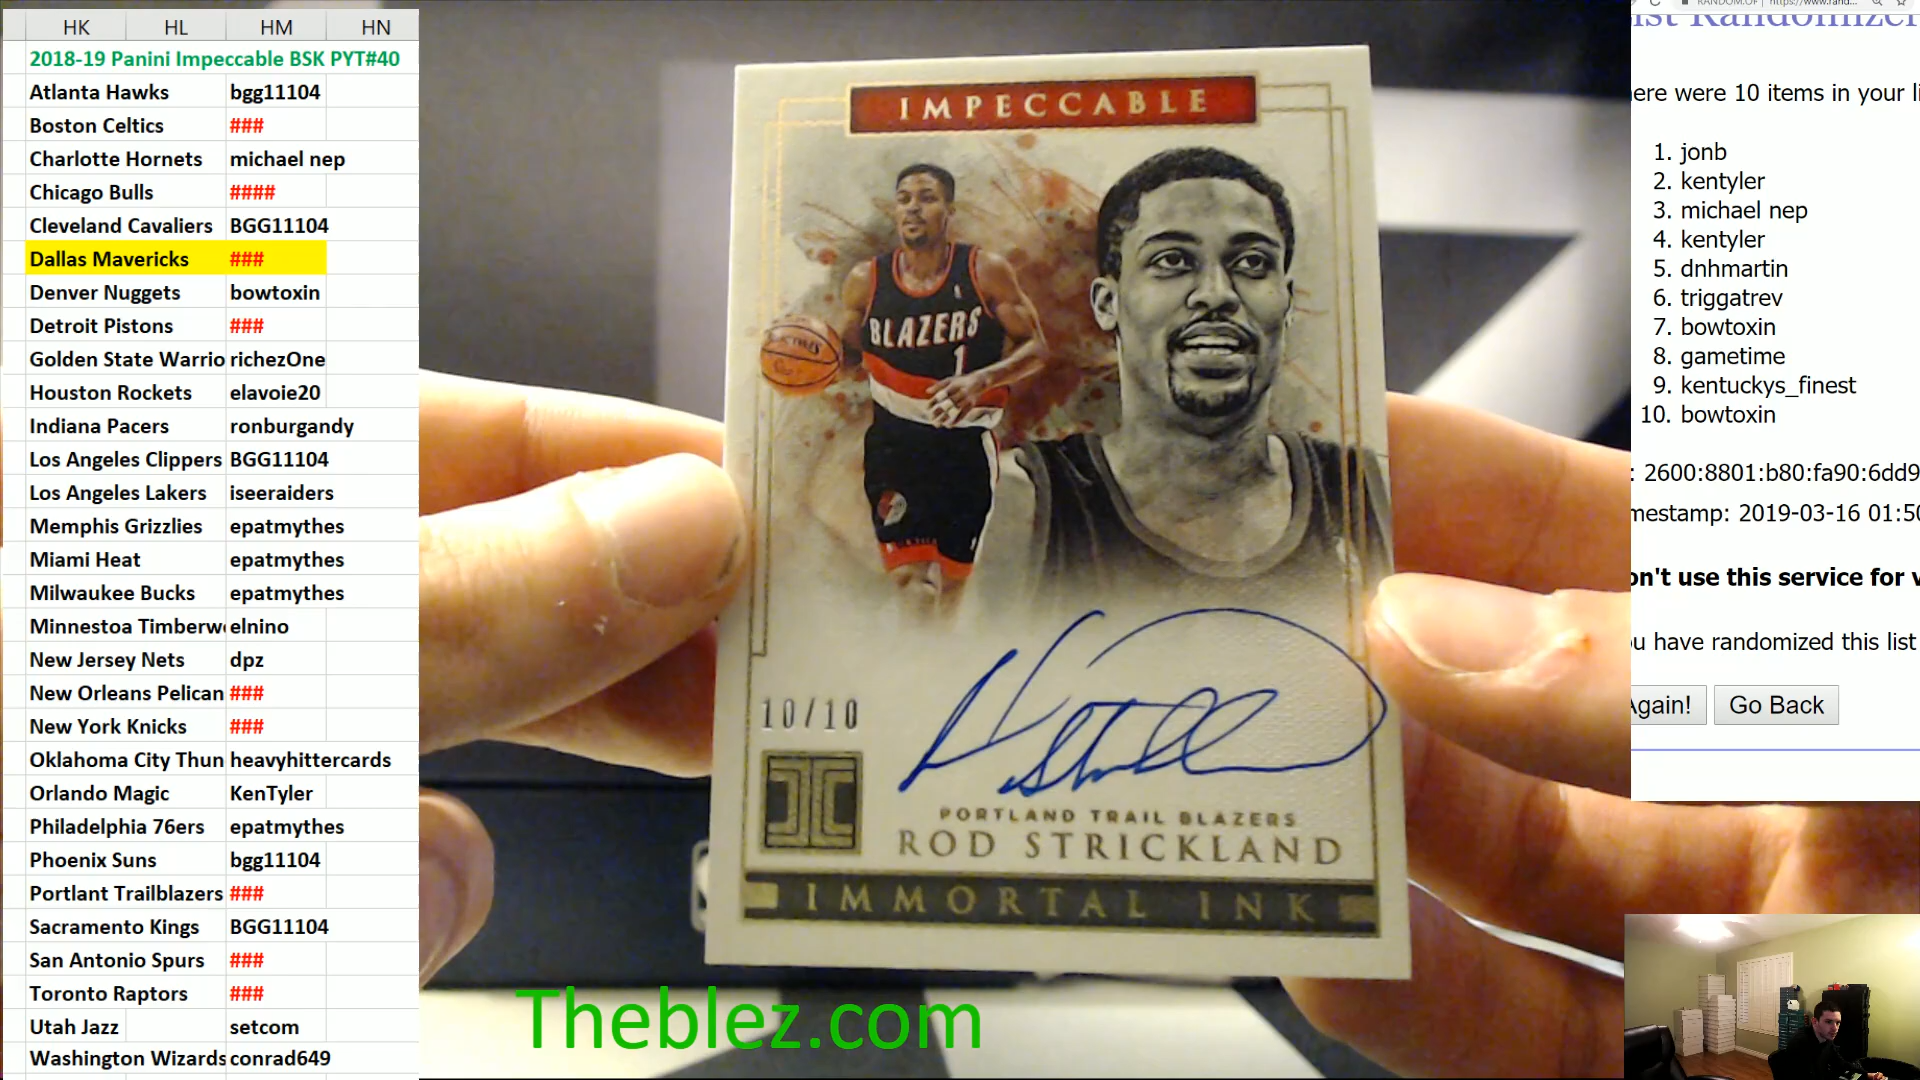 HK HL HM HN
2018-19 Panini Impeccable BSK PYT#40
Atlanta Hawks bgg11104
Boston Celtics ###
Charlotte Hornets michael nep
Chicago Bulls ####
Cleveland Cavaliers BGG11104
Dallas Mavericks ###
Denver Nuggets bowtoxin
Detroit Pistons ###
Golden State Warrio richezOne
Houston Rockets elavoie20
Indiana Pacers ronburgandy
Los Angeles Clippers BGG11104
Los Angeles Lakers iseeraiders
Memphis Grizzlies epatmythes
Miami Heat epatmythes
Milwaukee Bucks epatmythes
Minnestoa Timberw elnino
New Jersey Nets dpz
New Orleans Pelican ###
New York Knicks ###
Oklahoma City Thun heavyhittercards
Orlando Magic KenTyler
Philadelphia 76ers epatmythes
Phoenix Suns bgg11104
Portlant Trailblazers ###
Sacramento Kings BGG11104
San Antonio Spurs ###
Toronto Raptors ###
Utah Jazz setcom
Washington Wizards conrad649
IMPECCABLE
BLAZERS
1
10/10
PORTLAND TRAIL BLAZERS
ROD STRICKLAND
IMMORTAL INK
Theblez.com
ist Randomizer
ere were 10 items in your li
1. jonb
2. kentyler
3. michael nep
4. kentyler
5. dnhmartin
6. triggatrev
7. bowtoxin
8. gametime
9. kentuckys_finest
10. bowtoxin
: 2600:8801:b80:fa90:6dd9
mestamp: 2019-03-16 01:50
on't use this service for
u have randomized this list
Again! Go Back